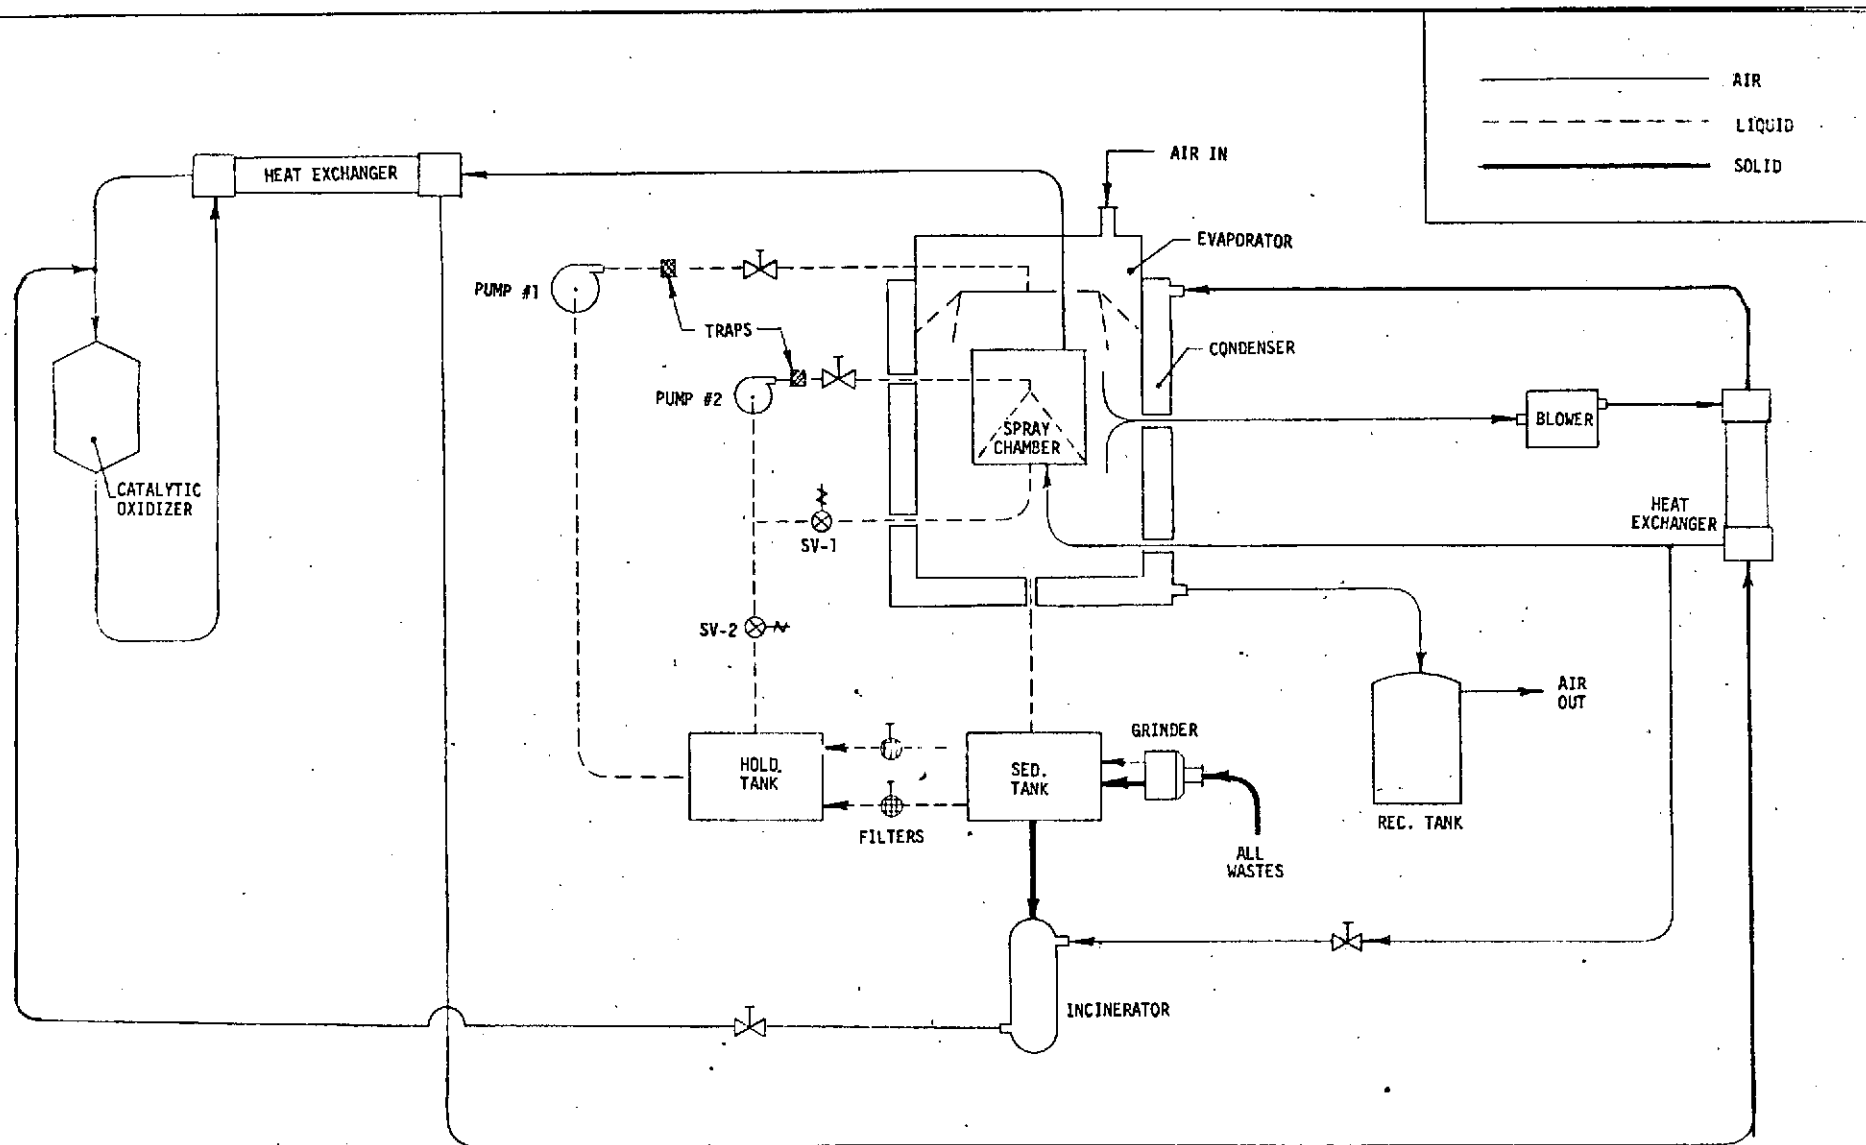 AIR
LIQUID
SOLID
AIR IN
HEAT EXCHANGER
EVAPORATOR
PUMP #1
TRAPS
CONDENSER
PUMP #2
SPRAY
CHAMBER
BLOWER
CATALYTIC
OXIDIZER
HEAT
EXCHANGER
SV-1
SV-2
AIR
OUT
GRINDER
HOLD.
TANK
SED.
TANK
FILTERS
REC. TANK
ALL
WASTES
INCINERATOR